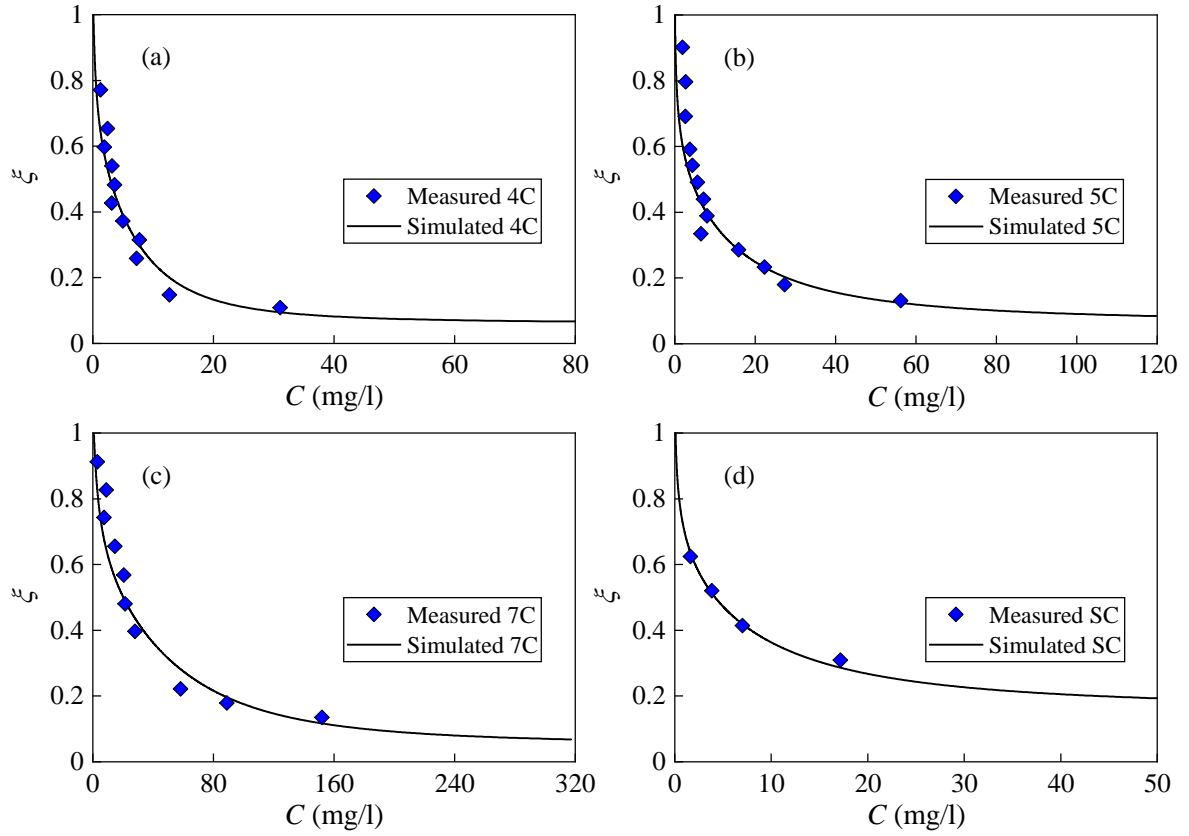 1
0.8
0.6
0.4
0.2
0
ξ
(a)
Measured 4C
Simulated 4C
0 20 40 60 80
C (mg/l)
1
0.8
0.6
0.4
0.2
0
ξ
(b)
Measured 5C
Simulated 5C
0 20 40 60 80 100 120
C (mg/l)
1
0.8
0.6
0.4
0.2
0
ξ
(c)
Measured 7C
Simulated 7C
0 80 160 240 320
C (mg/l)
1
0.8
0.6
0.4
0.2
0
ξ
(d)
Measured SC
Simulated SC
0 10 20 30 40 50
C (mg/l)